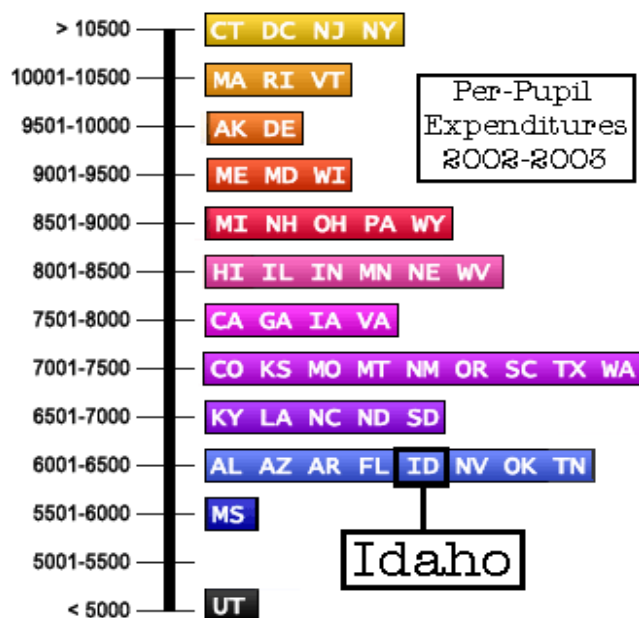 > 10500 CT DC NJ NY
10001-10500 MA RI VT
Per-Pupil
Expenditures
2002-2003
9501-10000 AK DE
9001-9500 ME MD WI
8501-9000 MI NH OH PA WY
8001-8500 HI IL IN MN NE WV
7501-8000 CA GA IA VA
7001-7500 CO KS MO MT NM OR SC TX WA
6501-7000 KY LA NC ND SD
6001-6500 AL AZ AR FL ID NV OK TN
5501-6000 MS
Idaho
5001-5500
< 5000 UT